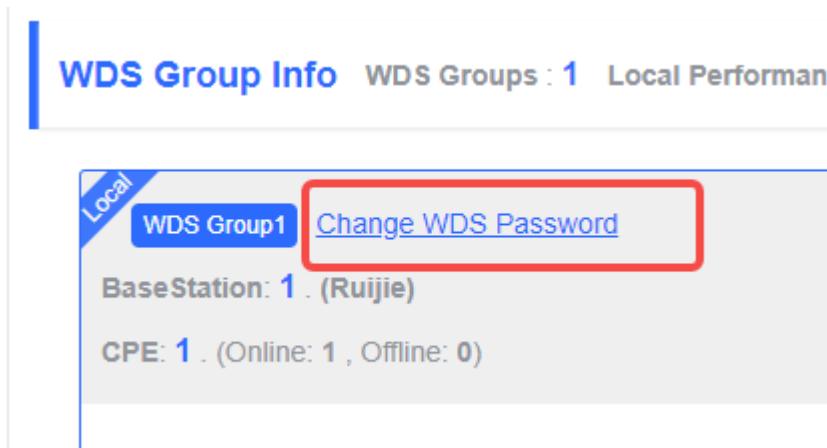 WDS Group Info WDS Groups : 1 Local Performan
Local
WDS Group1 Change WDS Password
BaseStation: 1 . (Ruijie)
CPE: 1 . (Online: 1 , Offline: 0)